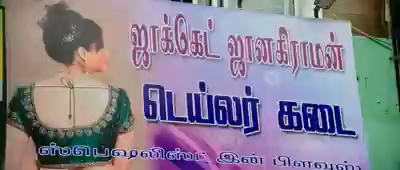 ஜாக்கெட் ஜானகிராமன்
டெய்லர் கடை
ஸ்பெஷலிஸ்ட் இன் பிளவுஸ்